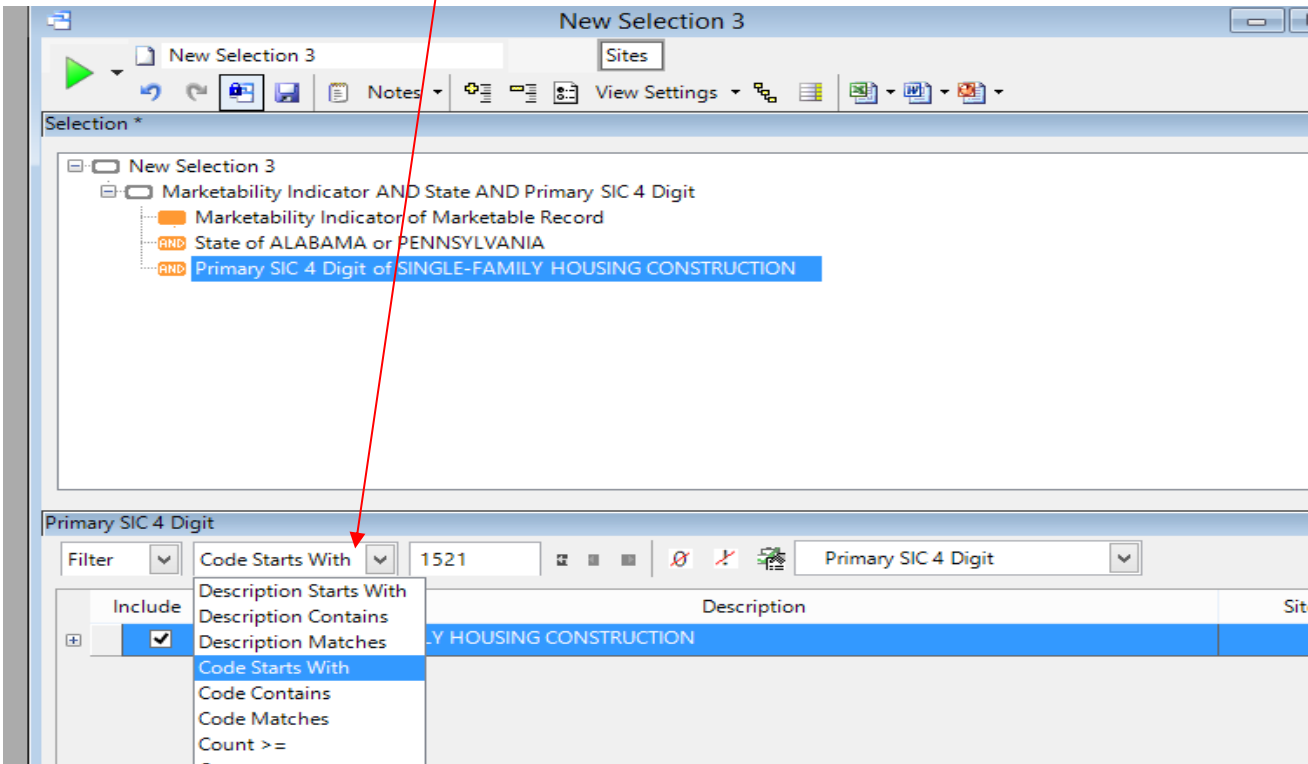 New Selection 3
New Selection 3 Sites
Notes View Settings
Selection *
New Selection 3
Marketability Indicator AND State AND Primary SIC 4 Digit
Marketability Indicator of Marketable Record
AND State of ALABAMA or PENNSYLVANIA
AND Primary SIC 4 Digit of SINGLE-FAMILY HOUSING CONSTRUCTION
Primary SIC 4 Digit
Filter Code Starts With 1521 Primary SIC 4 Digit
Include Description Sit
LY HOUSING CONSTRUCTION
Description Starts With
Description Contains
Description Matches
Code Starts With
Code Contains
Code Matches
Count >=